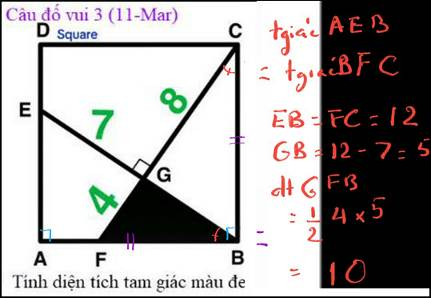 Câu đố vui 3 (11-Mar)
D Square C
E
7
8
4
G
A F B
Tính diện tích tam giác màu đe
tgiác AEB
= tgiác BFC
EB = FC = 12
GB = 12 - 7 = 5
dt GFB
= 1/2 4 x 5
= 10